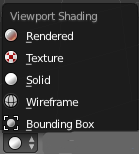 Viewport Shading
Rendered
Texture
Solid
Wireframe
Bounding Box